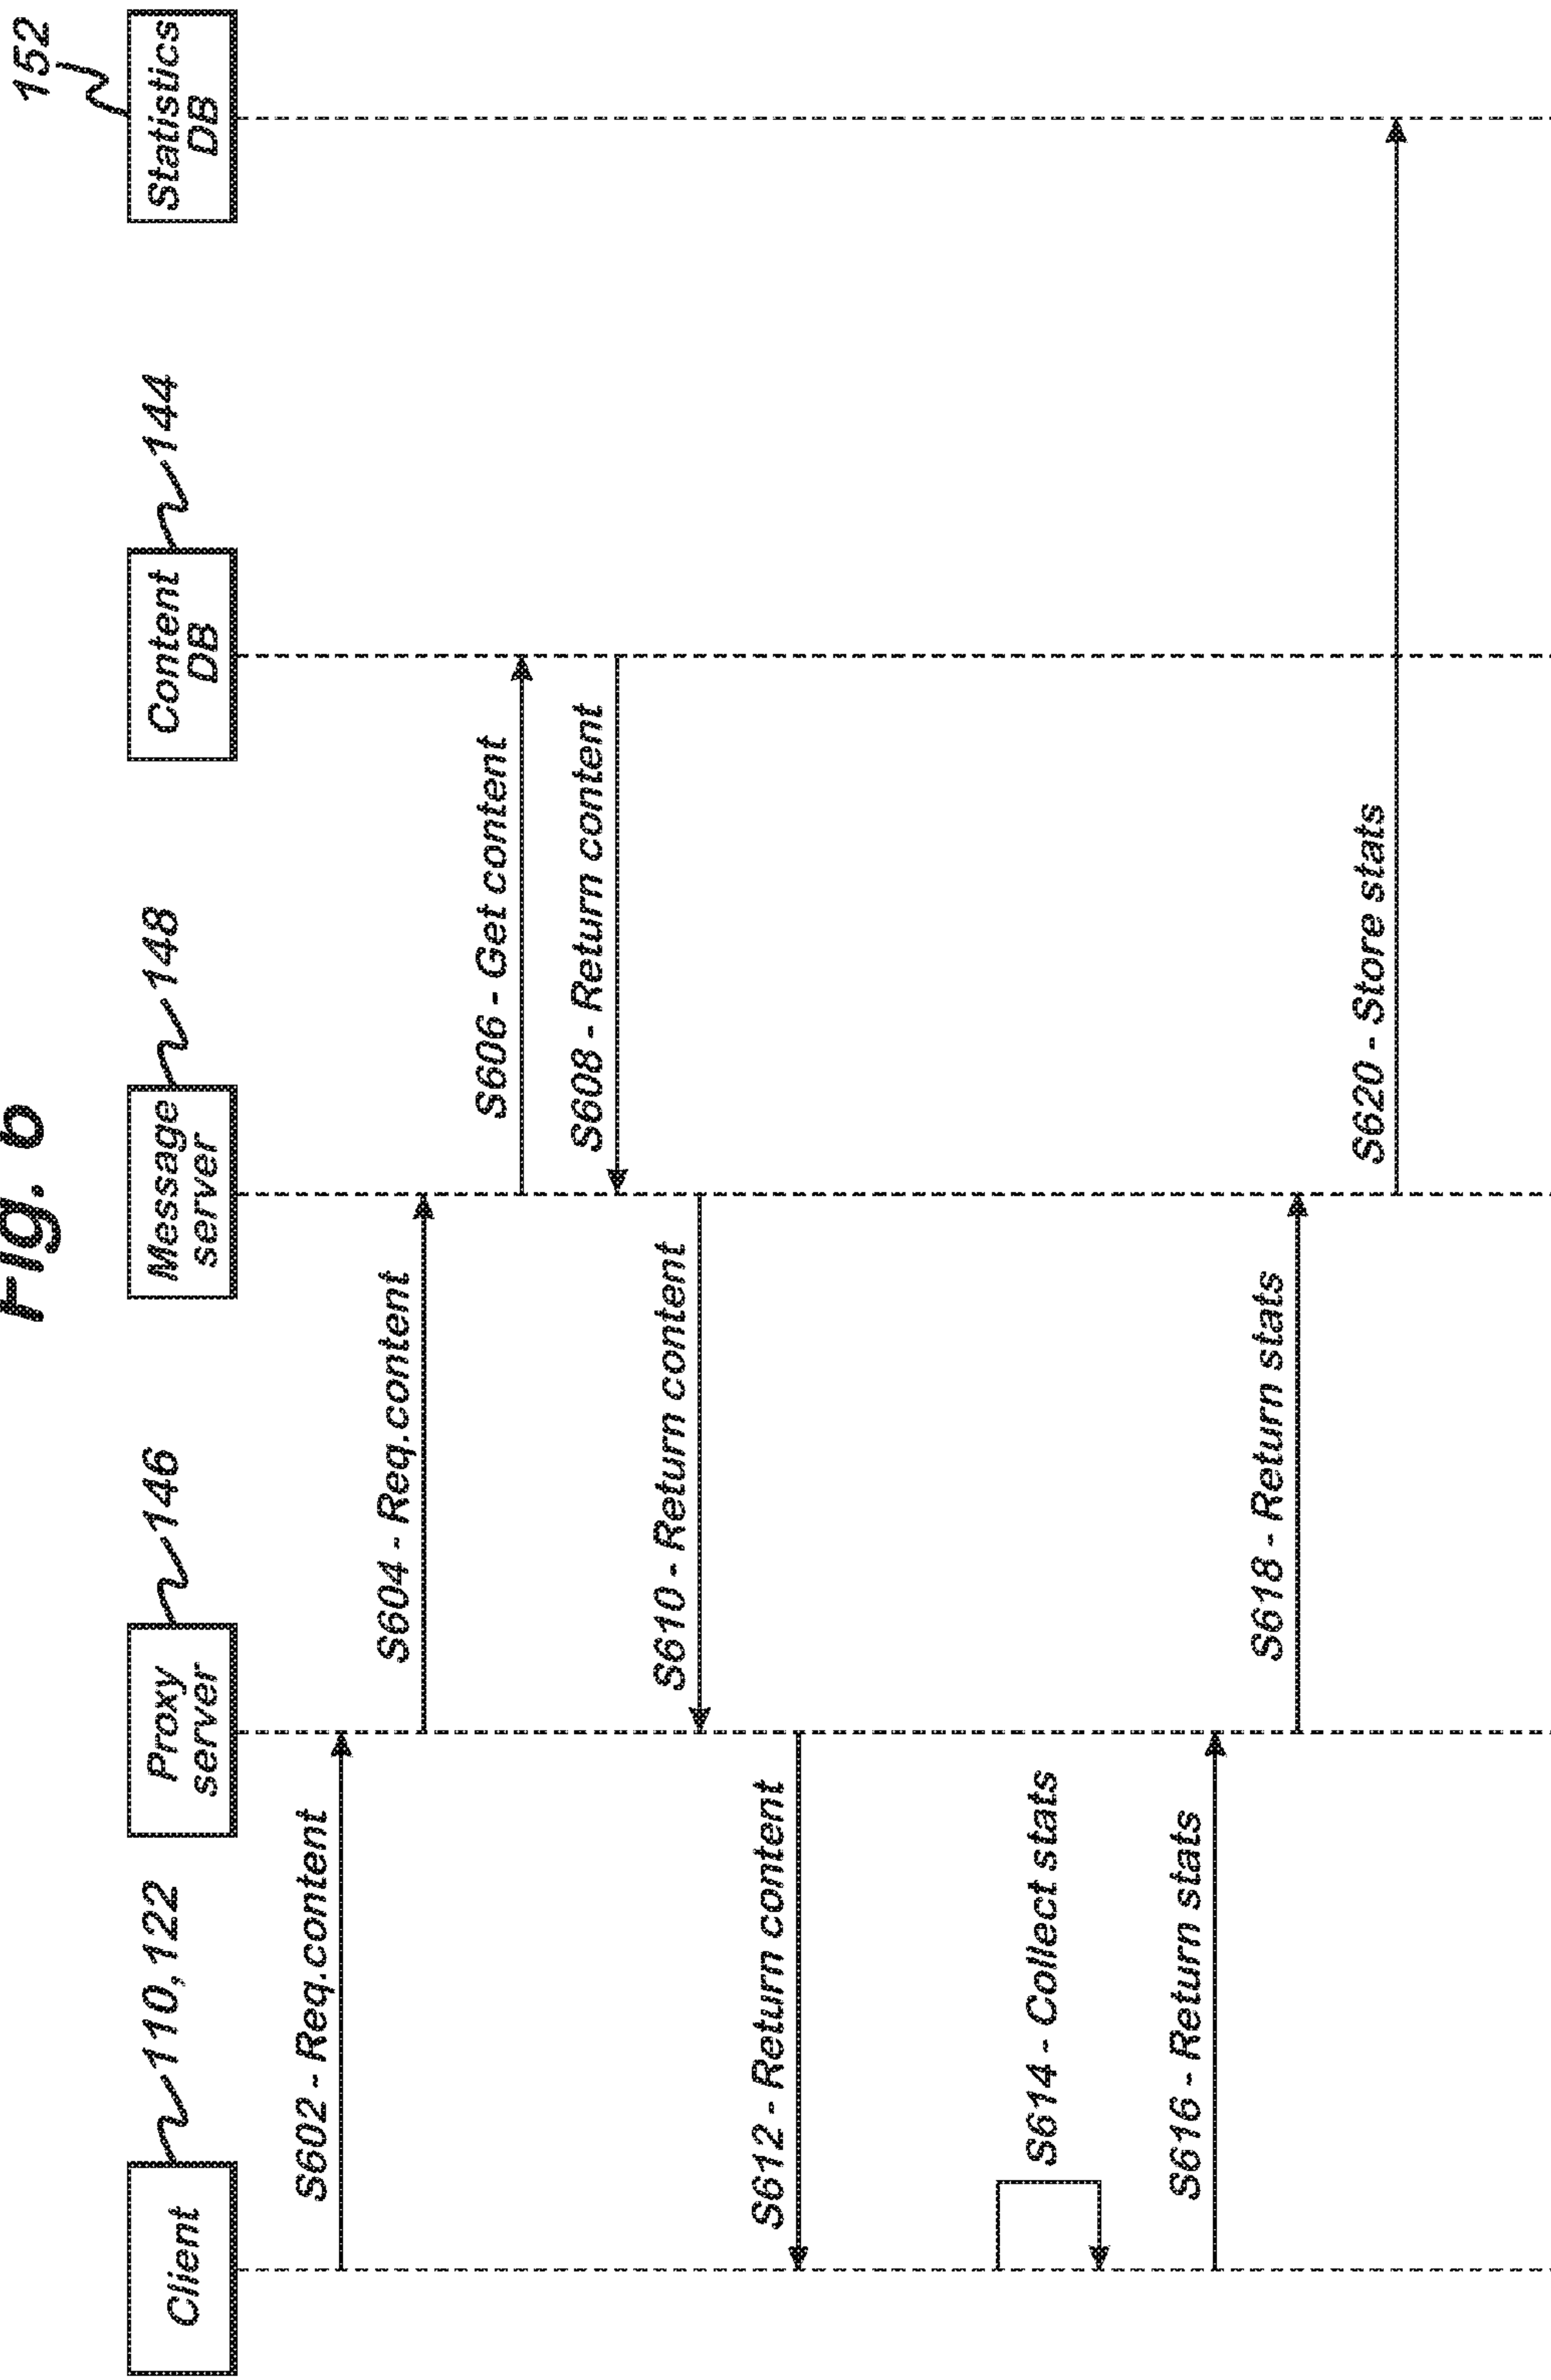 Fig. 6
Client
110,122
Proxy
server
146
Message
server
148
Content
DB
144
Statistics
DB
152
S602 - Req.content
S604 - Req.content
S606 - Get content
S608 - Return content
S610 - Return content
S612 - Return content
S614 - Collect stats
S616 - Return stats
S618 - Return stats
S620 - Store stats